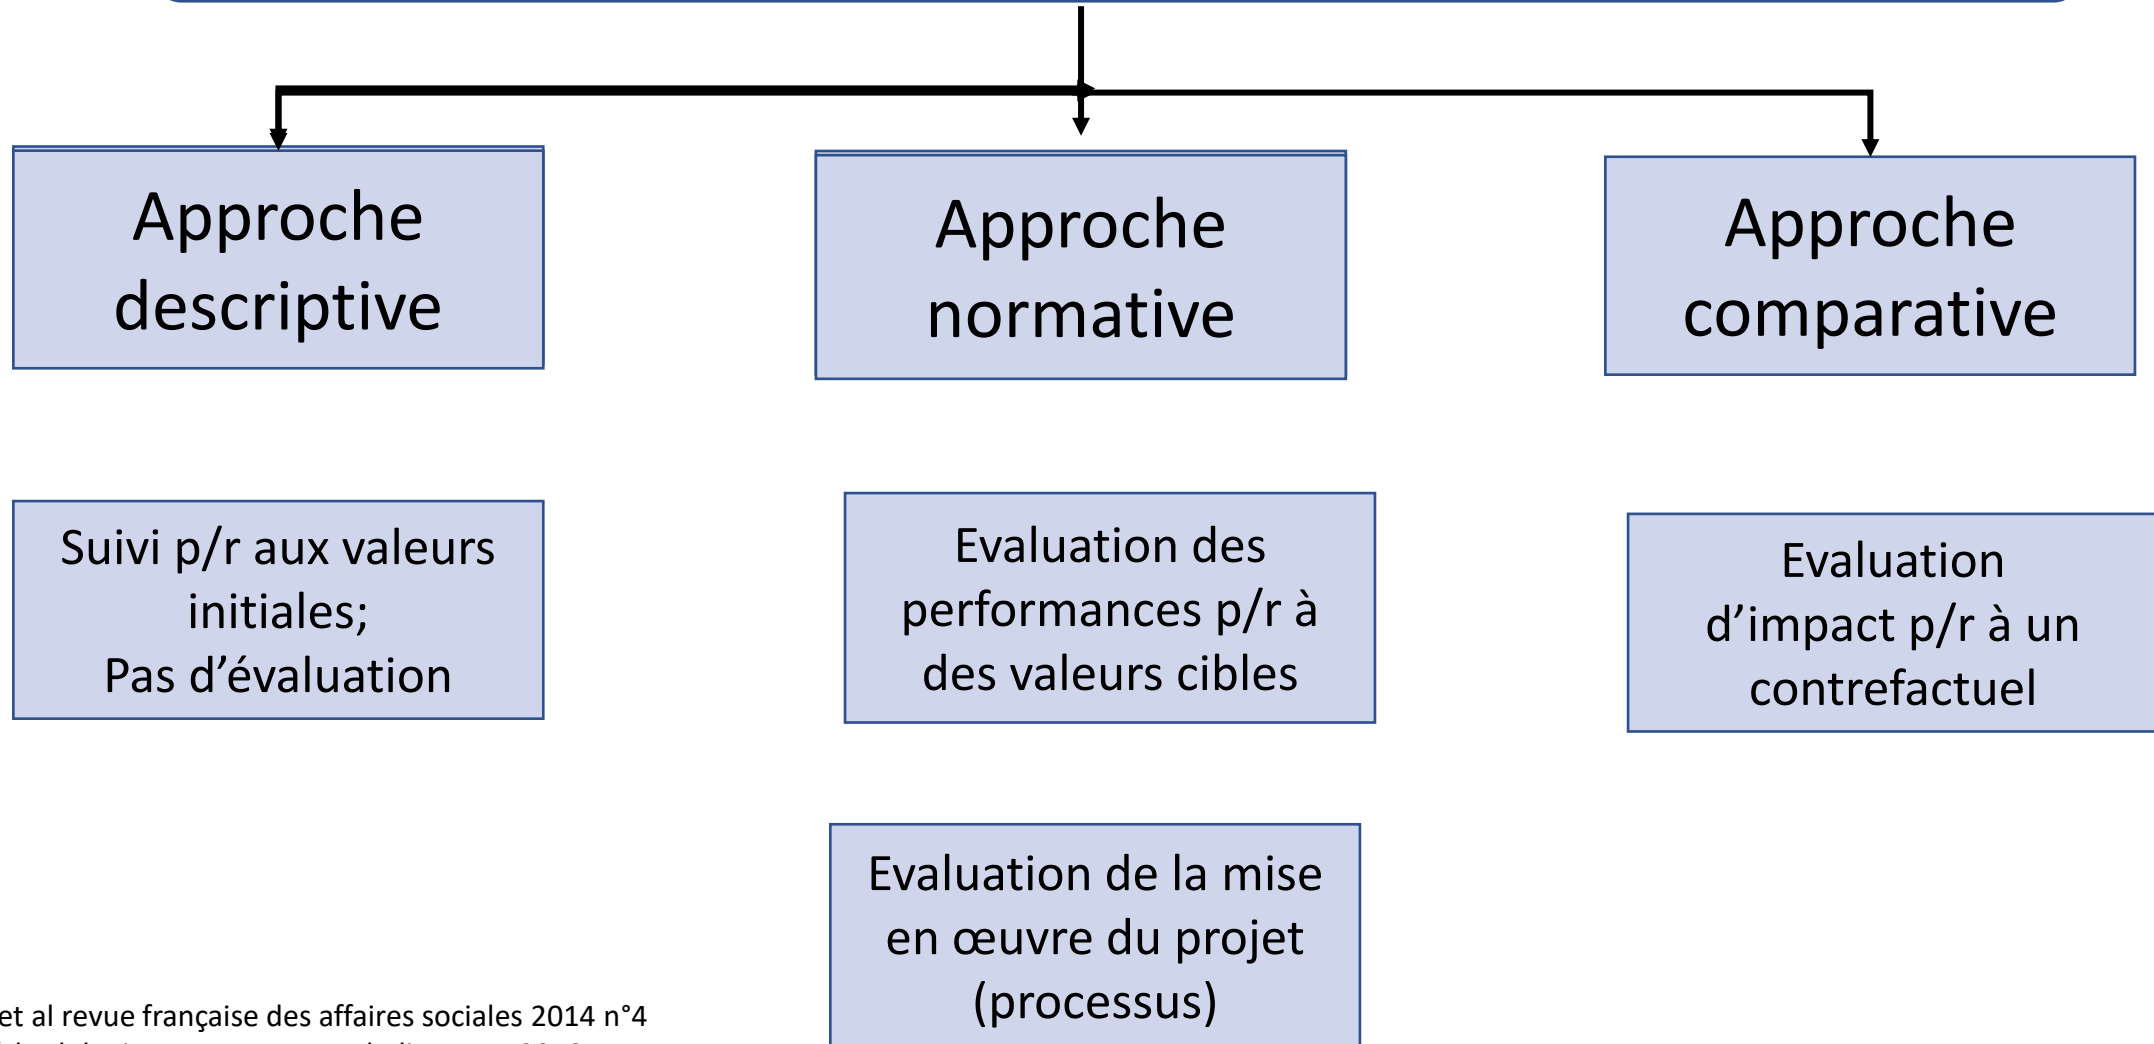 Approche
descriptive
Approche
normative
Approche
comparative
Suivi p/r aux valeurs
initiales;
Pas d'évaluation
Evaluation des
performances p/r à
des valeurs cibles
Evaluation
d'impact p/r à un
contrefactuel
Evaluation de la mise
en œuvre du projet
(processus)
et al revue française des affaires sociales 2014 n°4